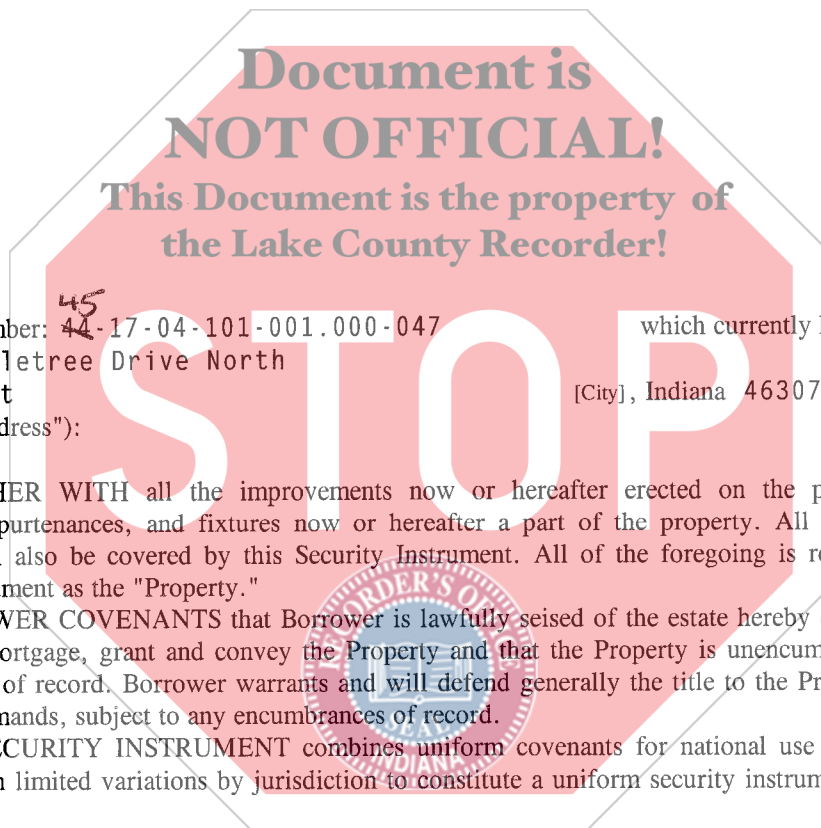 Document is
NOT OFFICIAL!
This Document is the property of
the Lake County Recorder!
STOP
45
nber: 44-17-04-101-001.000-047 which currently
letree Drive North
t [City], Indiana 46307
dress"):
HER WITH all the improvements now or hereafter erected on the p
purtenances, and fixtures now or hereafter a part of the property. All
also be covered by this Security Instrument. All of the foregoing is re
ment as the "Property."
WER COVENANTS that Borrower is lawfully seised of the estate hereby
ortgage, grant and convey the Property and that the Property is unencum
of record. Borrower warrants and will defend generally the title to the Pr
mands, subject to any encumbrances of record.
ECURITY INSTRUMENT combines uniform covenants for national use
n limited variations by jurisdiction to constitute a uniform security instrum
RECORDER'S OFFICE
SEAL
INDIANA